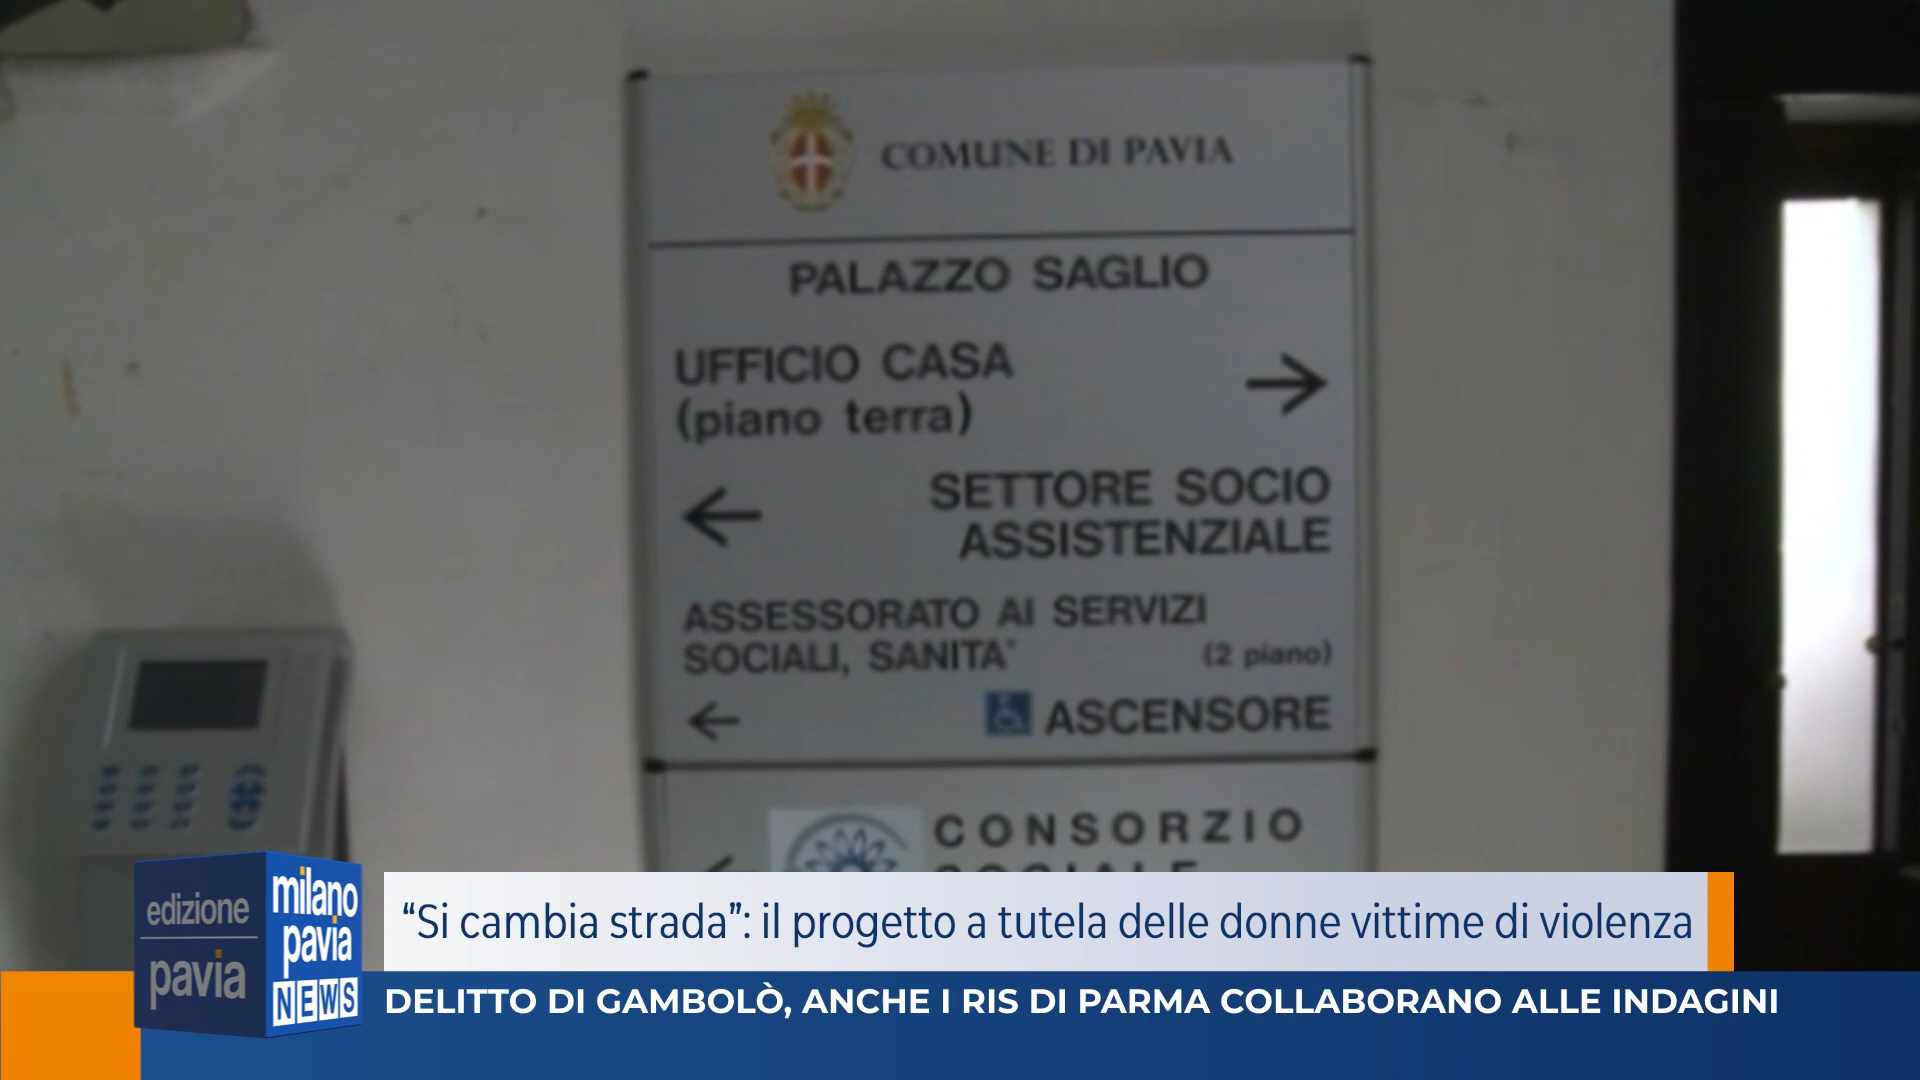 COMUNE DI PAVIA
PALAZZO SAGLIO
UFFICIO CASA
(piano terra)
SETTORE SOCIO
ASSISTENZIALE
ASSESSORATO AI SERVIZI
SOCIALI, SANITA' (2 piano)
ASCENSORE
CONSORZIO
SOCIALE
edizione
pavia
milano
pavia
NEWS
“Si cambia strada”: il progetto a tutela delle donne vittime di violenza
DELITTO DI GAMBOLÒ, ANCHE I RIS DI PARMA COLLABORANO ALLE INDAGINI